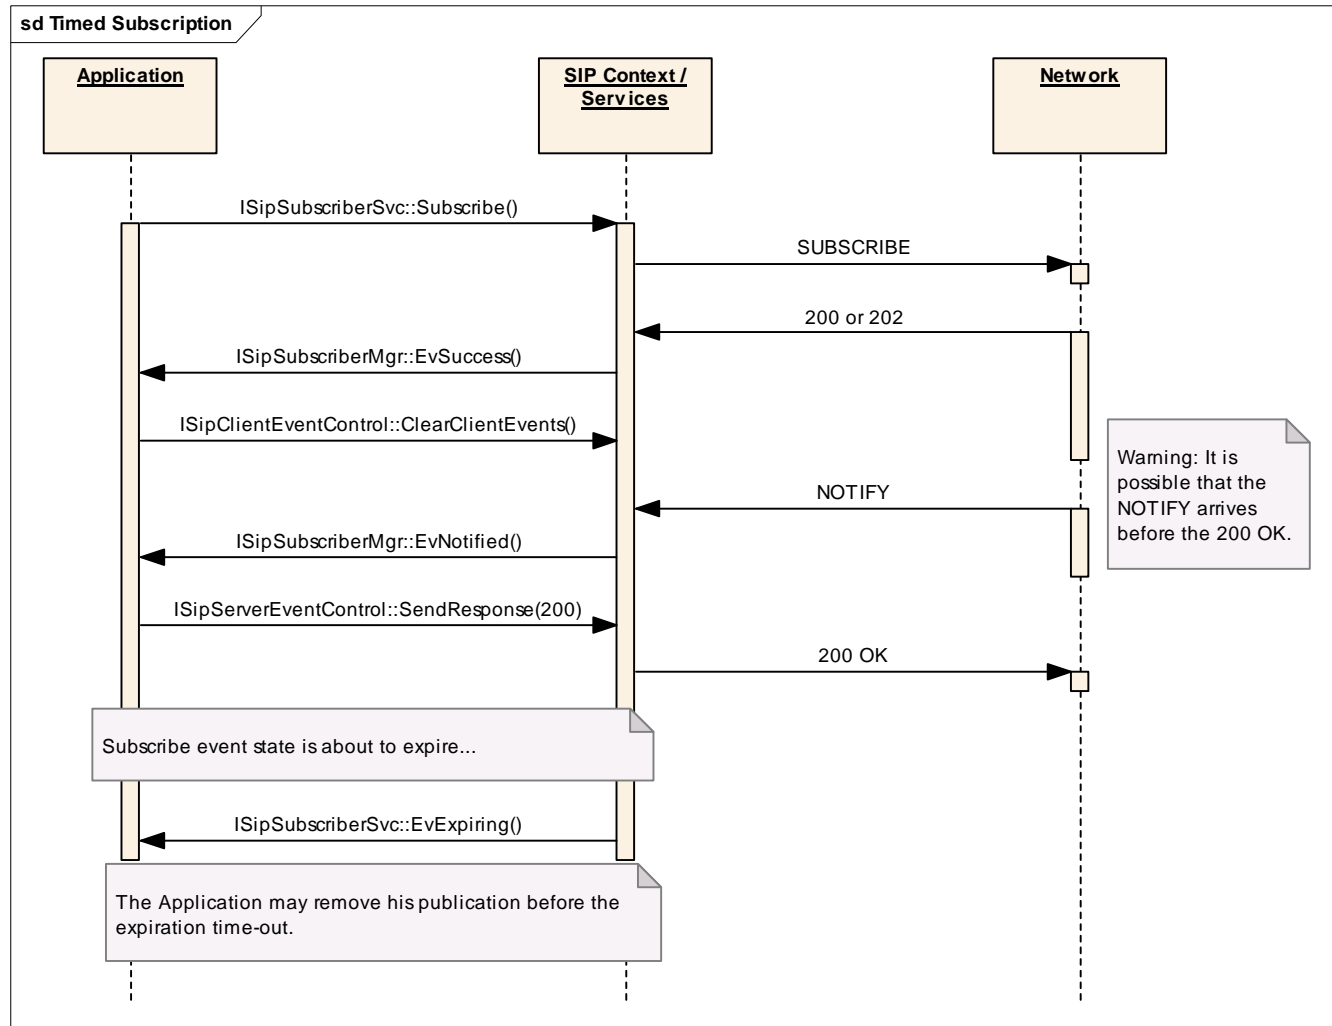 sd Timed Subscription
Application
SIP Context /
Services
Network
ISipSubscriberSvc::Subscribe()
SUBSCRIBE
200 or 202
ISipSubscriberMgr::EvSuccess()
ISipClientEventControl::ClearClientEvents()
Warning: It is
possible that the
NOTIFY arrives
before the 200 OK.
NOTIFY
ISipSubscriberMgr::EvNotified()
ISipServerEventControl::SendResponse(200)
200 OK
Subscribe event state is about to expire...
ISipSubscriberSvc::EvExpiring()
The Application may remove his publication before the
expiration time-out.